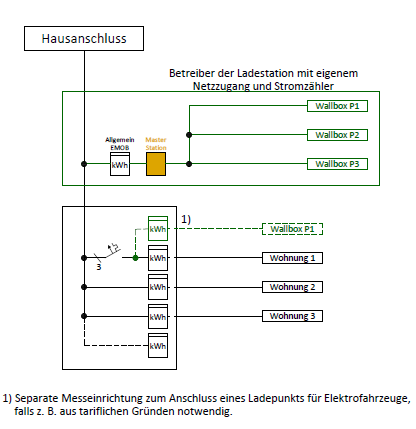 Hausanschluss
Betreiber der Ladestation mit eigenem
Netzzugang und Stromzähler
Wallbox P1
Allgemein
EMOB
Master
Station
Wallbox P2
kWh
Wallbox P3
1)
kWh
Wallbox P1
3
kWh
Wohnung 1
kWh
Wohnung 2
kWh
Wohnung 3
kWh
1) Separate Messeinrichtung zum Anschluss eines Ladepunkts für Elektrofahrzeuge,
falls z. B. aus tariflichen Gründen notwendig.